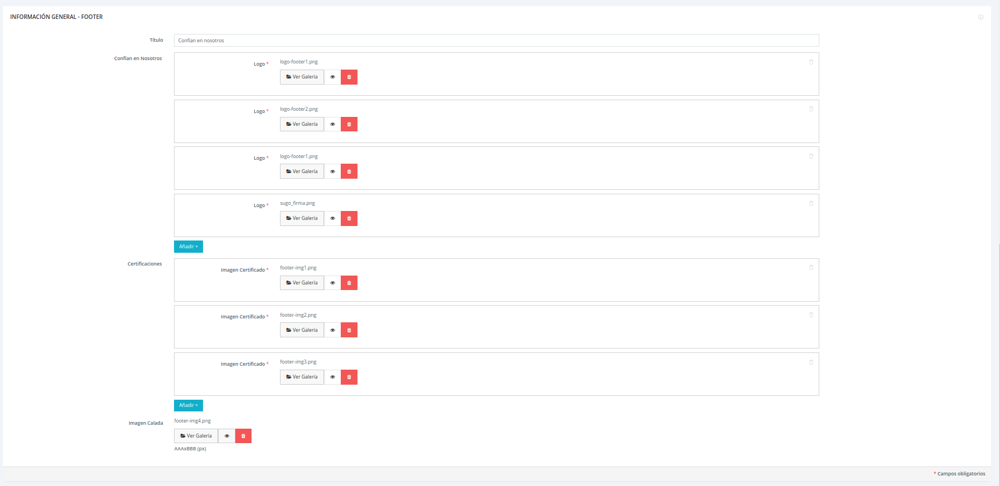 INFORMACIÓN GENERAL - FOOTER
Título
Confían en nosotros
Confían en Nosotros
Logo *
logo-footer1.png
Ver Galería
Logo *
logo-footer2.png
Ver Galería
Logo *
logo-footer1.png
Ver Galería
Logo *
sugo_firma.png
Ver Galería
Añadir +
Certificaciones
Imagen Certificado *
footer-img1.png
Ver Galería
Imagen Certificado *
footer-img2.png
Ver Galería
Imagen Certificado *
footer-img3.png
Ver Galería
Añadir +
Imagen Calada
footer-img4.png
Ver Galería
AAAxBBB (px)
* Campos obligatorios